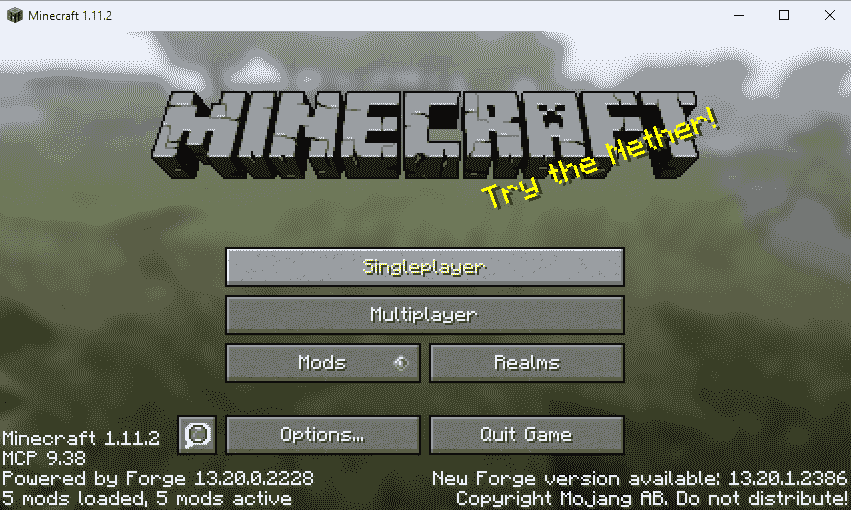 Minecraft 1.11.2
MINECRAFT
Try the Nether!
Singleplayer
Multiplayer
Mods
Realms
Options...
Quit Game
Minecraft 1.11.2
MCP 9.38
Powered by Forge 13.20.0.2228
5 mods loaded, 5 mods active
New Forge version available: 13.20.1.2386
Copyright Mojang AB. Do not distribute!